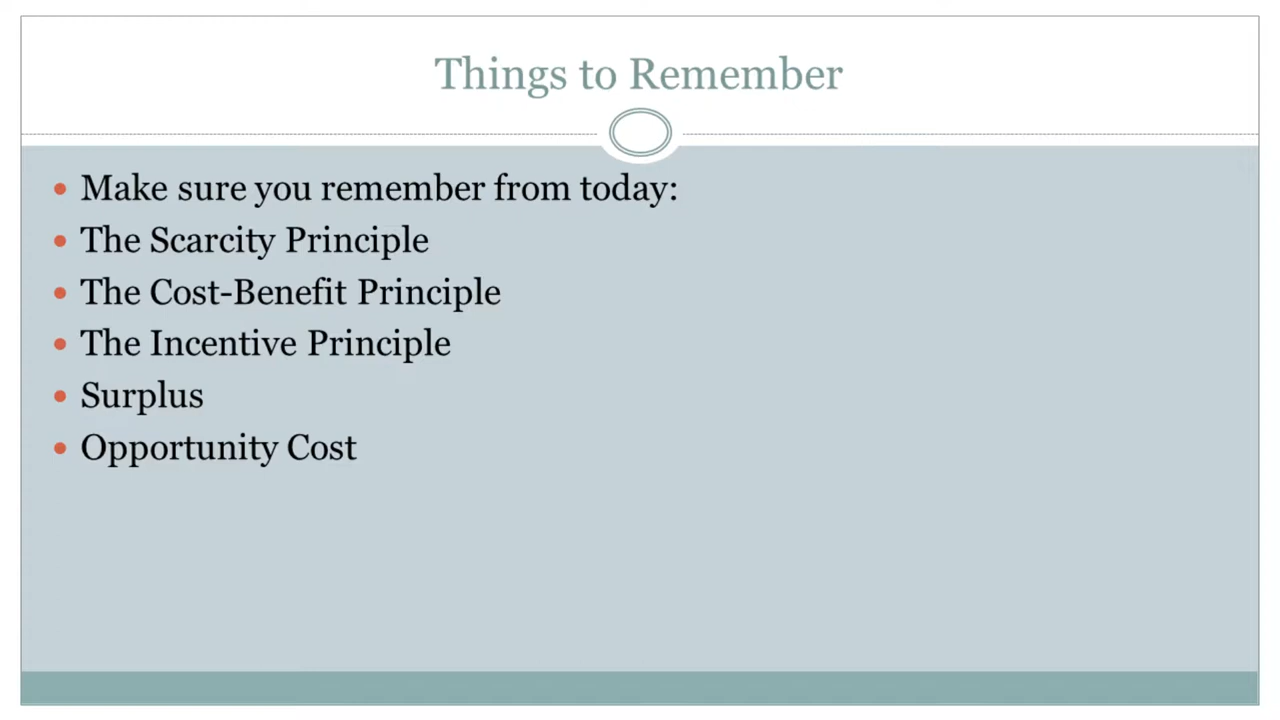 Things to Remember
Make sure you remember from today:
The Scarcity Principle
The Cost-Benefit Principle
The Incentive Principle
Surplus
Opportunity Cost